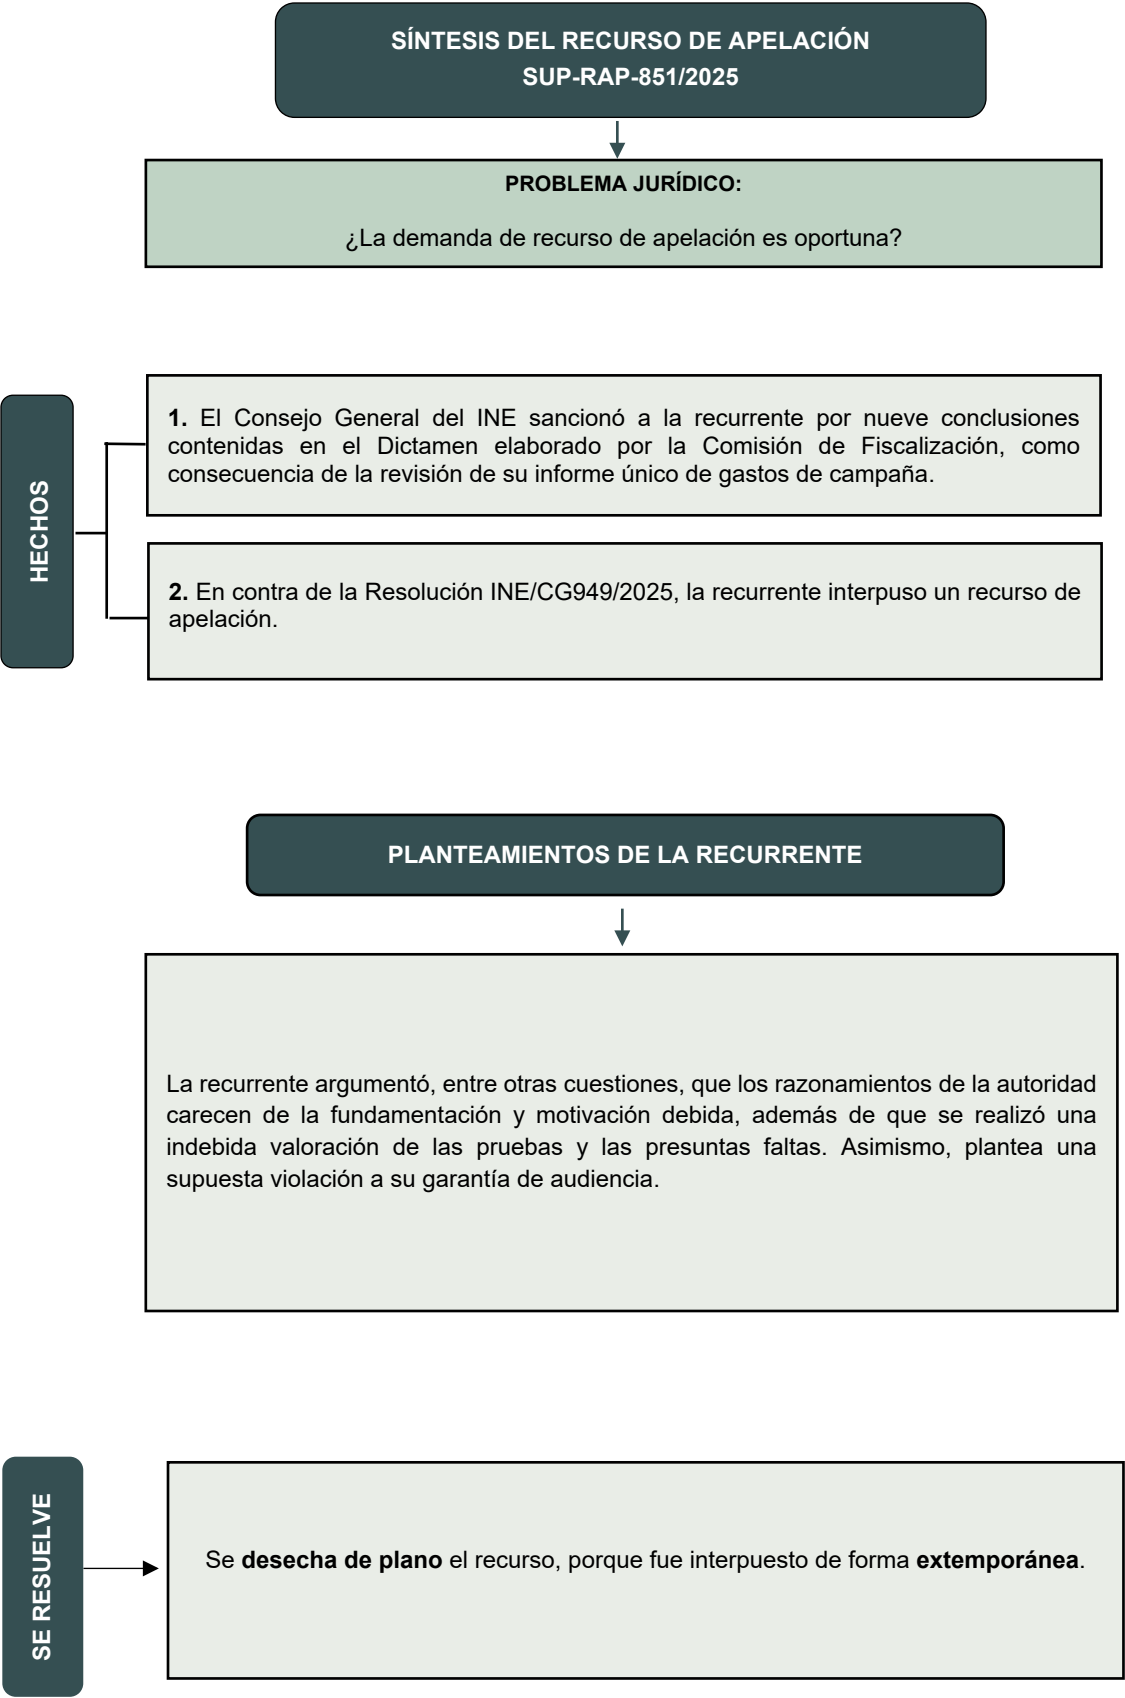 SÍNTESIS DEL RECURSO DE APELACIÓN
SUP-RAP-851/2025
PROBLEMA JURÍDICO:
¿La demanda de recurso de apelación es oportuna?
HECHOS
1. El Consejo General del INE sancionó a la recurrente por nueve conclusiones
contenidas en el Dictamen elaborado por la Comisión de Fiscalización, como
consecuencia de la revisión de su informe único de gastos de campaña.
2. En contra de la Resolución INE/CG949/2025, la recurrente interpuso un recurso de
apelación.
PLANTEAMIENTOS DE LA RECURRENTE
La recurrente argumentó, entre otras cuestiones, que los razonamientos de la autoridad
carecen de la fundamentación y motivación debida, además de que se realizó una
indebida valoración de las pruebas y las presuntas faltas. Asimismo, plantea una
supuesta violación a su garantía de audiencia.
SE RESUELVE
Se desecha de plano el recurso, porque fue interpuesto de forma extemporánea.